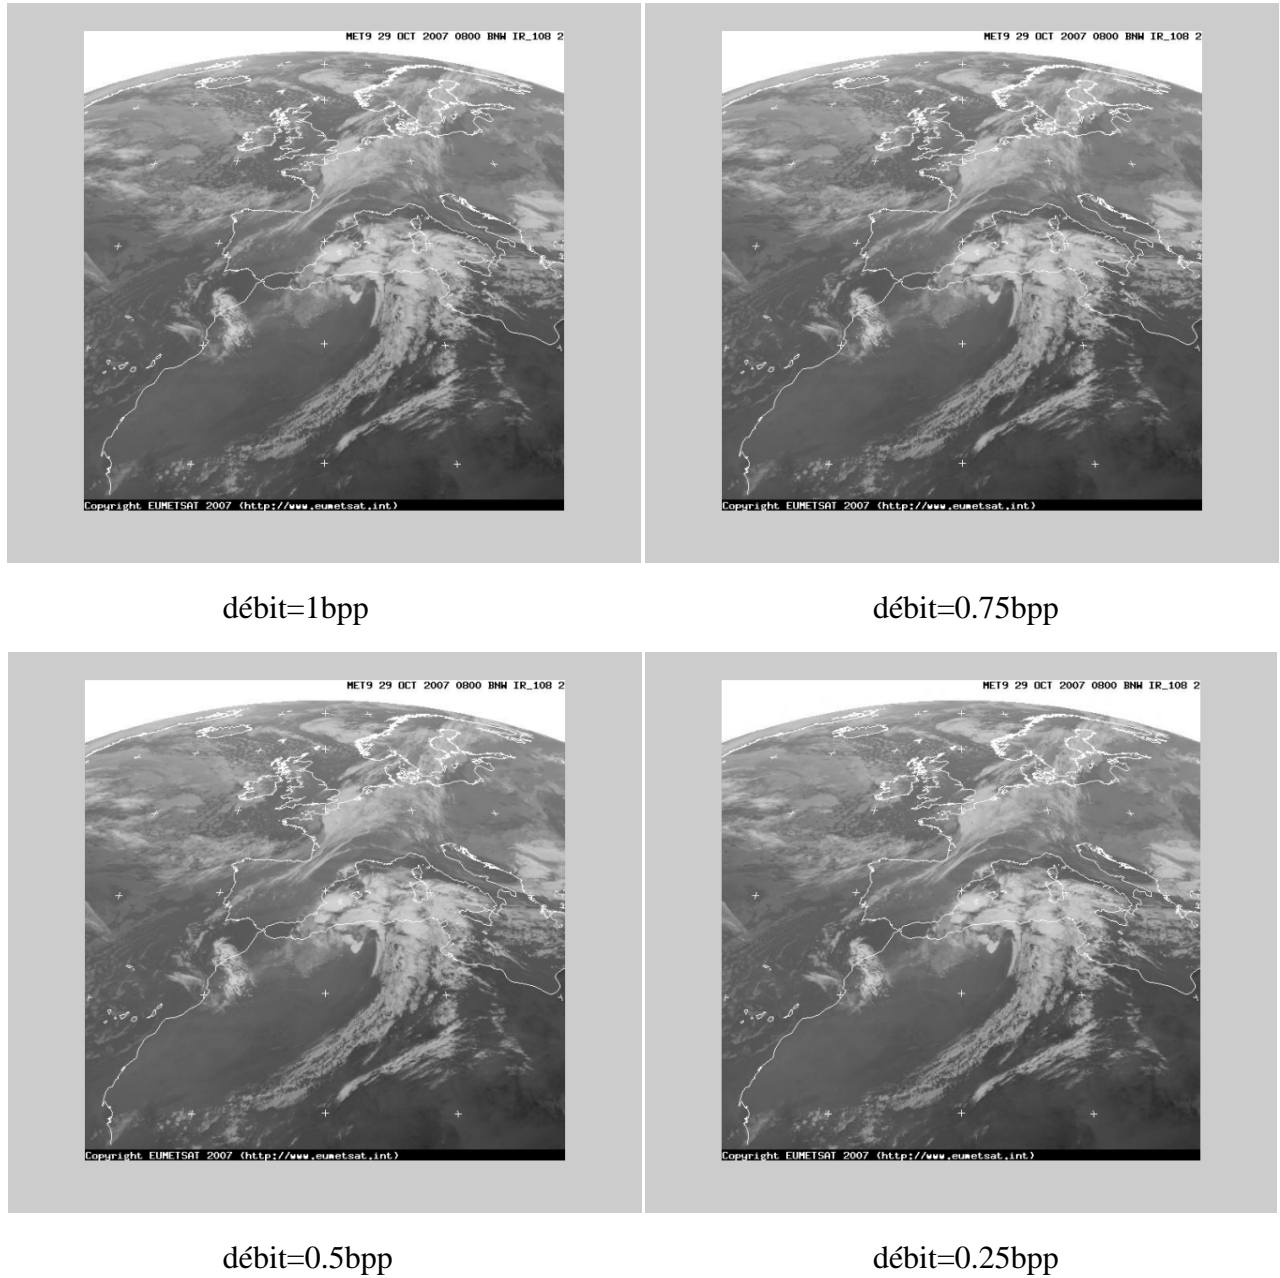 MET9 29 OCT 2007 0800 BNW IR_108 2
MET9 29 OCT 2007 0800 BNW IR_108 2
Copyright EUMETSAT 2007 (http://www.eumetsat.int)
Copyright EUMETSAT 2007 (http://www.eumetsat.int)
débit=1bpp
débit=0.75bpp
MET9 29 OCT 2007 0800 BNW IR_108 2
MET9 29 OCT 2007 0800 BNW IR_108 2
Copyright EUMETSAT 2007 (http://www.eumetsat.int)
Copyright EUMETSAT 2007 (http://www.eumetsat.int)
débit=0.5bpp
débit=0.25bpp